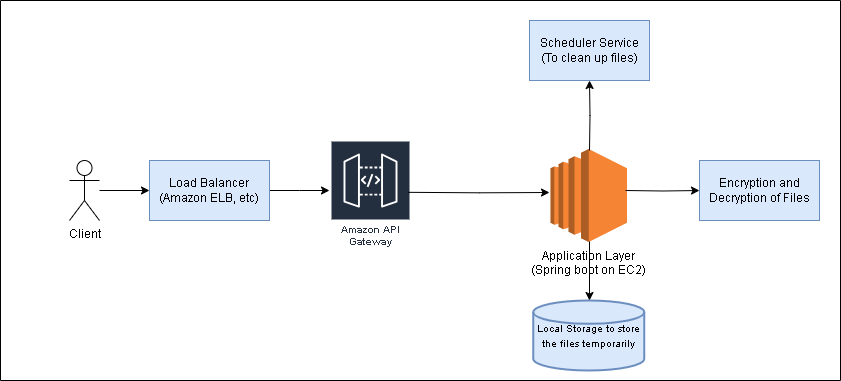 Scheduler Service
(To clean up files)
Load Balancer
(Amazon ELB, etc)
</>
Encryption and
Decryption of Files
Client
Amazon API
Gateway
Application Layer
(Spring boot on EC2)
Local Storage to store
the files temporarily